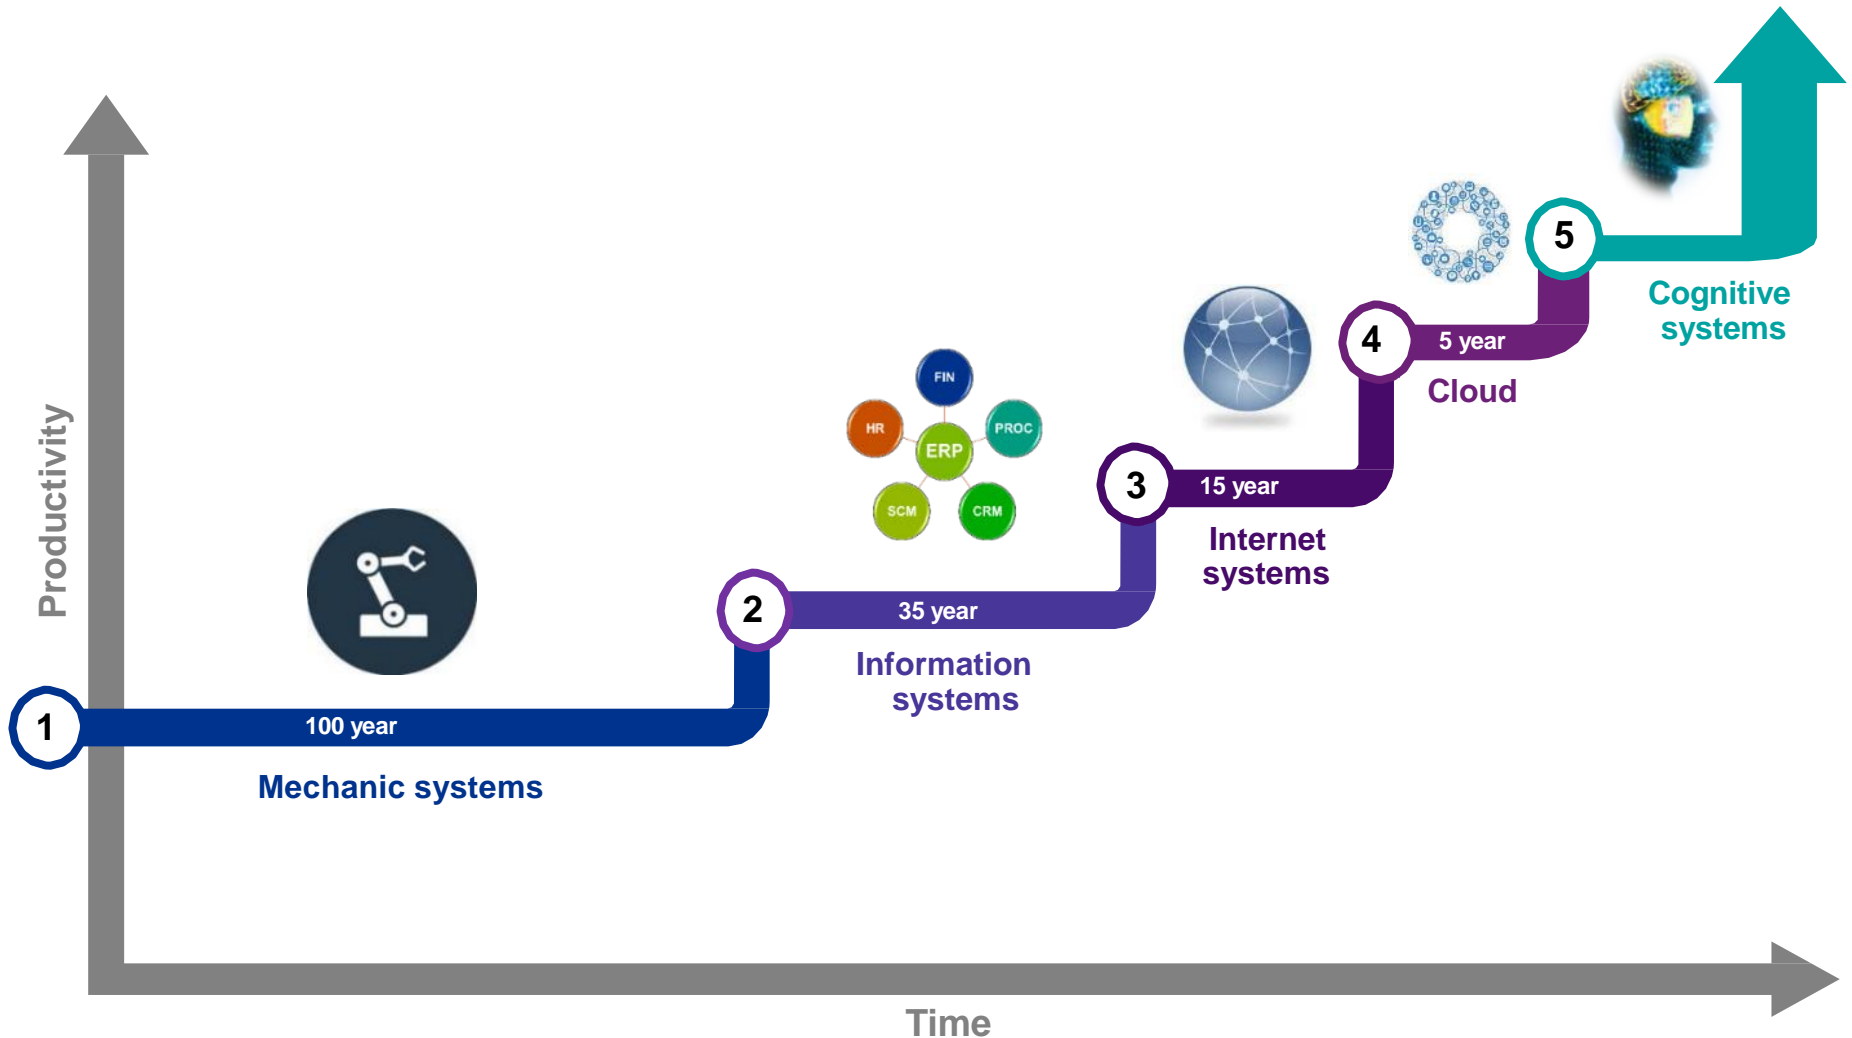 Productivity
1
100 year
Mechanic systems
2
35 year
Information
systems
FIN
HR
PROC
ERP
SCM
CRM
3
15 year
Internet
systems
4
5 year
Cloud
5
Cognitive
systems
Time